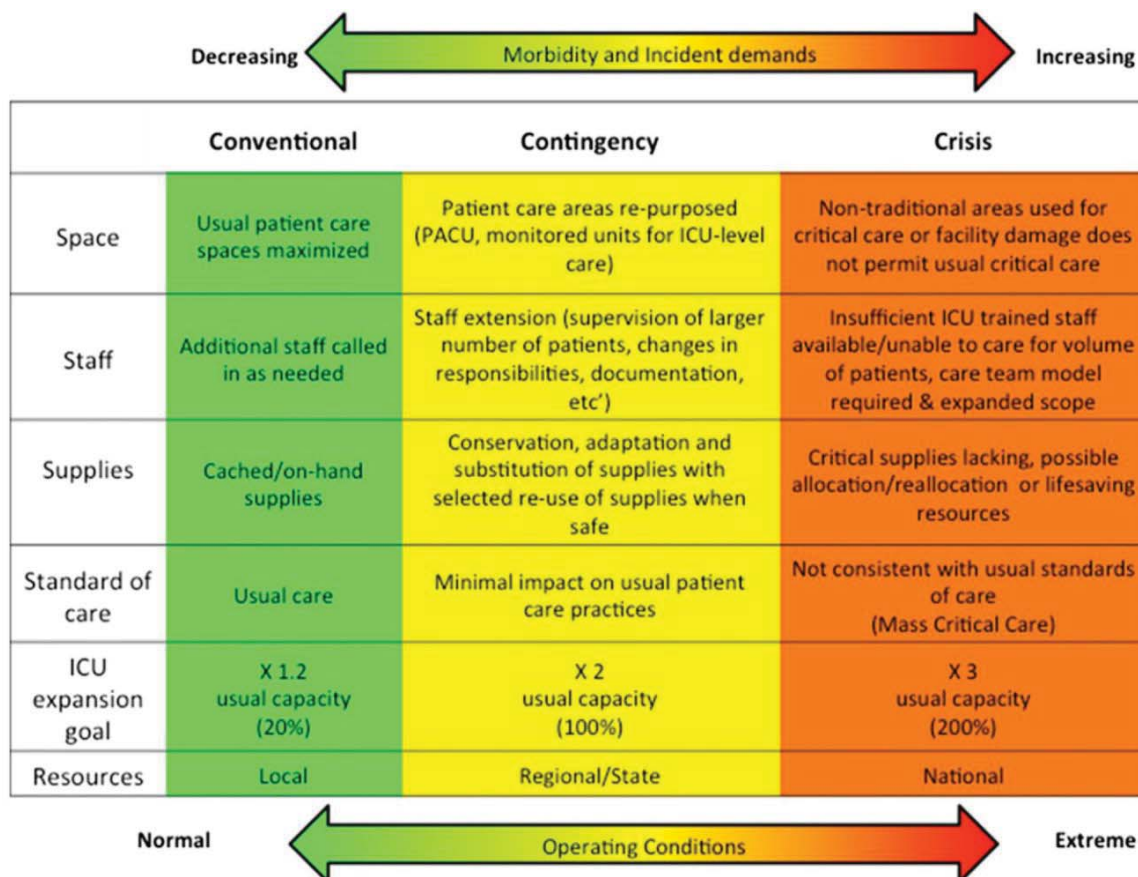 Decreasing Morbidity and Incident demands Increasing
Conventional Contingency Crisis
Space
Usual patient care
spaces maximized
Patient care areas re-purposed
(PACU, monitored units for ICU-level
care)
Non-traditional areas used for
critical care or facility damage does
not permit usual critical care
Staff
Additional staff called
in as needed
Staff extension (supervision of larger
number of patients, changes in
responsibilities, documentation,
etc’)
Insufficient ICU trained staff
available/unable to care for volume
of patients, care team model
required & expanded scope
Supplies
Cached/on-hand
supplies
Conservation, adaptation and
substitution of supplies with
selected re-use of supplies when
safe
Critical supplies lacking, possible
allocation/reallocation or lifesaving
resources
Standard of
care
Usual care
Minimal impact on usual patient
care practices
Not consistent with usual standards
of care
(Mass Critical Care)
ICU
expansion
goal
X 1.2
usual capacity
(20%)
X 2
usual capacity
(100%)
X 3
usual capacity
(200%)
Resources
Local
Regional/State
National
Normal Operating Conditions Extreme